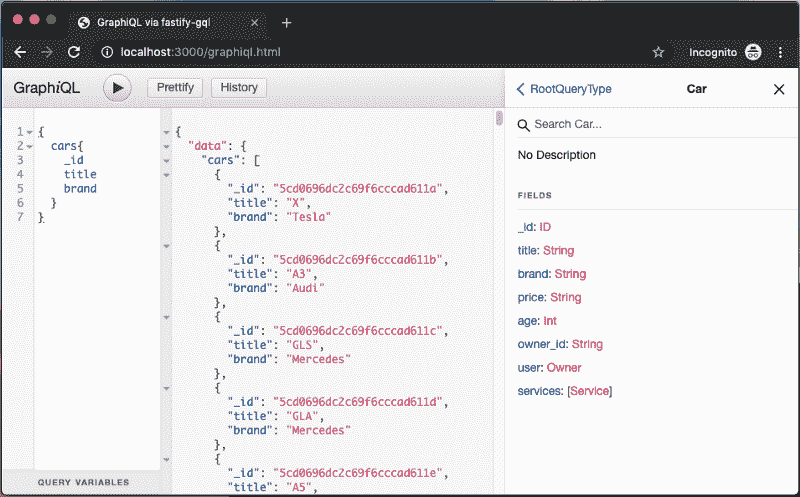 GraphiQL via fastify-gql
localhost:3000/graphiql.html
Incognito
GraphiQL
Prettify
History
1 {
2 cars{
3 _id
4 title
5 brand
6 }
7 }
QUERY VARIABLES
{
"data": {
"cars": [
{
"_id": "5cd0696dc2c69f6cccad611a",
"title": "X",
"brand": "Tesla"
},
{
"_id": "5cd0696dc2c69f6cccad611b",
"title": "A3",
"brand": "Audi"
},
{
"_id": "5cd0696dc2c69f6cccad611c",
"title": "GLS",
"brand": "Mercedes"
},
{
"_id": "5cd0696dc2c69f6cccad611d",
"title": "GLA",
"brand": "Mercedes"
},
{
"_id": "5cd0696dc2c69f6cccad611e",
"title": "A5",
RootQueryType
Car
Search Car...
No Description
FIELDS
_id: ID
title: String
brand: String
price: String
age: Int
owner_id: String
user: Owner
services: [Service]